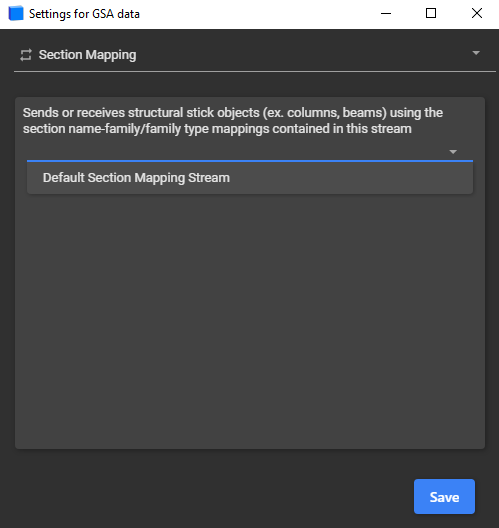 Settings for GSA data
Section Mapping
Sends or receives structural stick objects (ex. columns, beams) using the
section name-family/family type mappings contained in this stream
Default Section Mapping Stream
Save